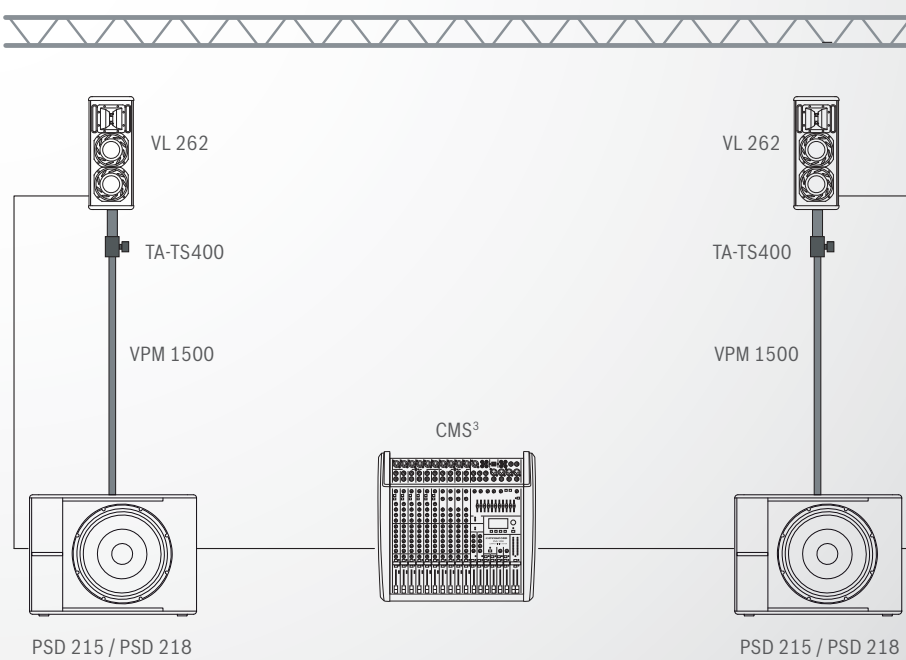 VL 262
VL 262
TA-TS400
TA-TS400
VPM 1500
VPM 1500
CMS³
PSD 215 / PSD 218
PSD 215 / PSD 218